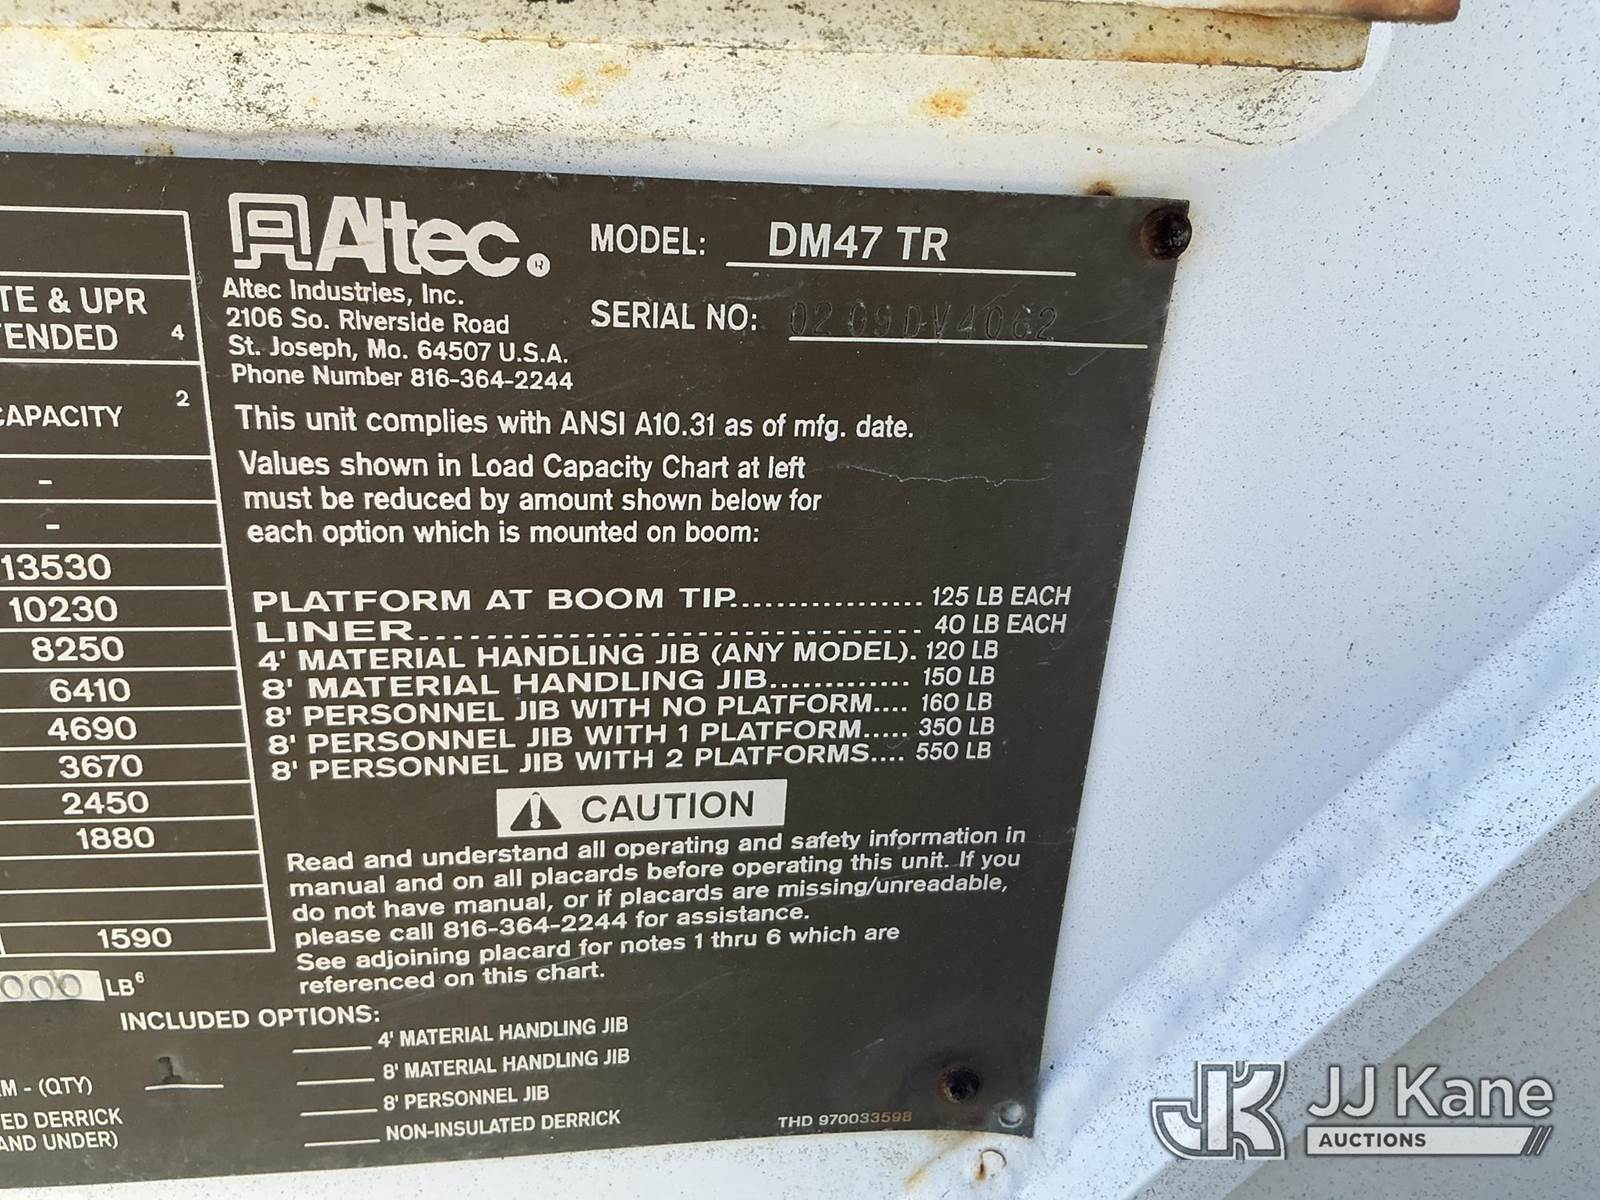 Altec®
Altec Industries, Inc.
2106 So. Riverside Road
St. Joseph, Mo. 64507 U.S.A.
Phone Number 816-364-2244
MODEL: DM47 TR
SERIAL NO: 0209DV4062
This unit complies with ANSI A10.31 as of mfg. date.
Values shown in Load Capacity Chart at left
must be reduced by amount shown below for
each option which is mounted on boom:
PLATFORM AT BOOM TIP................. 125 LB EACH
LINER................................ 40 LB EACH
4' MATERIAL HANDLING JIB (ANY MODEL). 120 LB
8' MATERIAL HANDLING JIB............ 150 LB
8' PERSONNEL JIB WITH NO PLATFORM.... 160 LB
8' PERSONNEL JIB WITH 1 PLATFORM..... 350 LB
8' PERSONNEL JIB WITH 2 PLATFORMS.... 550 LB
CAUTION
Read and understand all operating and safety information in
manual and on all placards before operating this unit. If you
do not have manual, or if placards are missing/unreadable,
please call 816-364-2244 for assistance.
See adjoining placard for notes 1 thru 6 which are
referenced on this chart.
TE & UPR
TENDED 4
CAPACITY 2
-
-
13530
10230
8250
6410
4690
3670
2450
1880
1590
000 LB6
INCLUDED OPTIONS:
M - (QTY) 1
ED DERRICK
AND UNDER)
4' MATERIAL HANDLING JIB
8' MATERIAL HANDLING JIB
8' PERSONNEL JIB
NON-INSULATED DERRICK
THD 970033598
JK JJ Kane
AUCTIONS